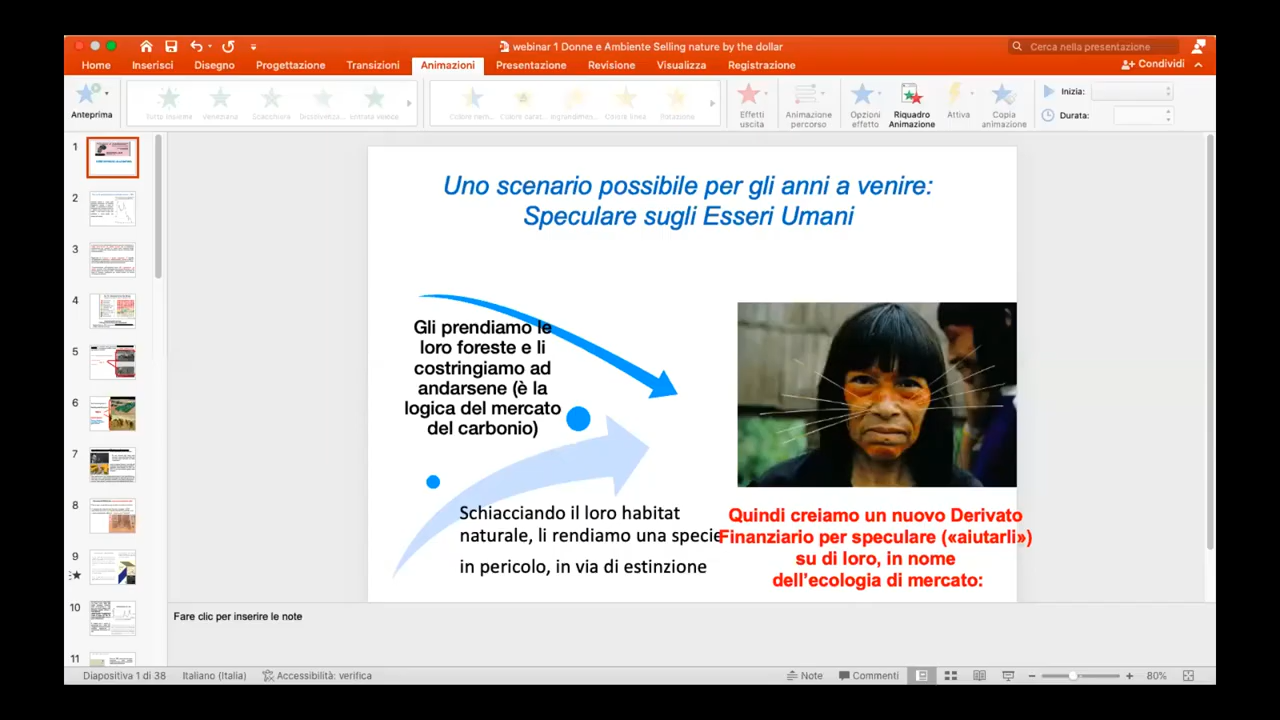 webinar 1 Donne e Ambiente Selling nature by the dollar
Cerca nella presentazione
Home Inserisci Disegno Progettazione Transizioni Animazioni Presentazione Revisione Visualizza Registrazione
Condividi
Anteprima
Effetti uscita
Animazione percorso
Opzioni effetto
Riquadro Animazione
Attiva
Copia animazione
Inizia:
Durata:
1
2
3
4
5
6
7
8
9
10
11
Uno scenario possibile per gli anni a venire:
Speculare sugli Esseri Umani
Gli prendiamo le
loro foreste e li
costringiamo ad
andarsene (è la
logica del mercato
del carbonio)
Schiacciando il loro habitat
naturale, li rendiamo una specie
in pericolo, in via di estinzione
Quindi creiamo un nuovo Derivato
Finanziario per speculare («aiutarli»)
su di loro, in nome
dell'ecologia di mercato:
Fare clic per inserire le note
Diapositiva 1 di 38 Italiano (Italia) Accessibilità: verifica
Note Commenti 80%